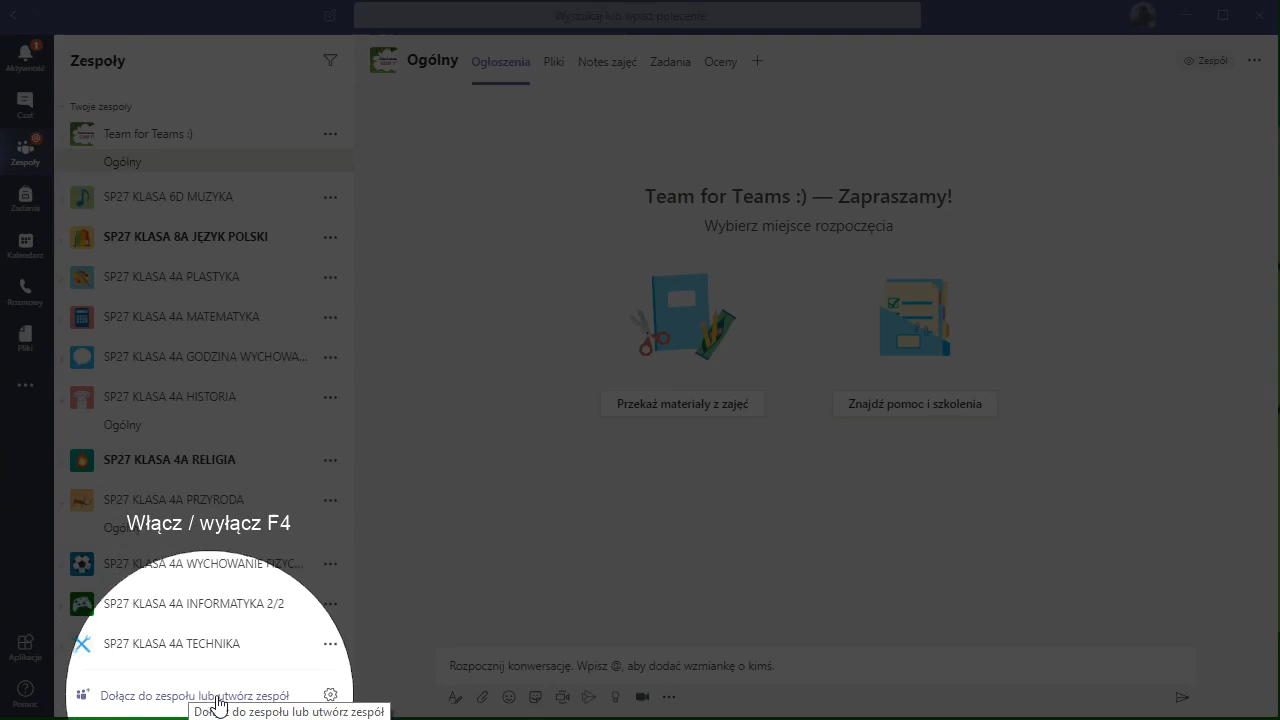 Wyszukaj lub wpisz polecenie
1
Aktywność
Czat
Zespoły
Zadania
Kalendarz
Rozmowy
Pliki
Aplikacje
Pomoc
Zespoły
Twoje zespoły
Team for Teams :)
Ogólny
SP27 KLASA 6D MUZYKA
SP27 KLASA 8A JĘZYK POLSKI
SP27 KLASA 4A PLASTYKA
SP27 KLASA 4A MATEMATYKA
SP27 KLASA 4A GODZINA WYCHOWA...
SP27 KLASA 4A HISTORIA
Ogólny
SP27 KLASA 4A RELIGIA
SP27 KLASA 4A PRZYRODA
Włącz / wyłącz F4
SP27 KLASA 4A WYCHOWANIE FIZYC...
SP27 KLASA 4A INFORMATYKA 2/2
SP27 KLASA 4A TECHNIKA
Dołącz do zespołu lub utwórz zespół
Dołącz do zespołu lub utwórz zespół
Ogólny Ogłoszenia Pliki Notes zajęć Zadania Oceny
Zespół
Team for Teams :) — Zapraszamy!
Wybierz miejsce rozpoczęcia
Przekaż materiały z zajęć
Znajdź pomoc i szkolenia
Rozpocznij konwersację. Wpisz @, aby dodać wzmiankę o kimś.